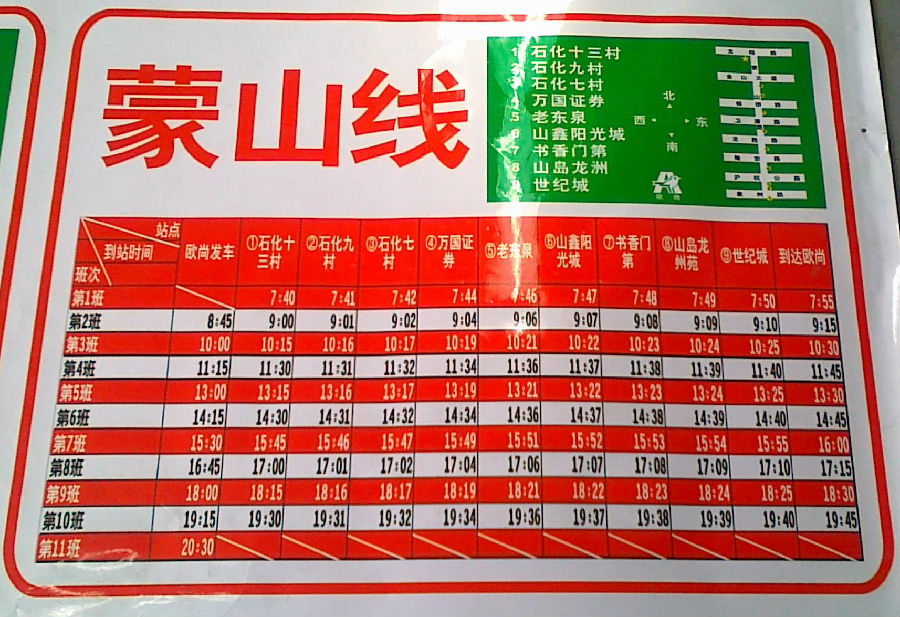 蒙山线
1 石化十三村
2 石化九村
3 石化七村
4 万国证券
5 老东泉
6 山鑫阳光城
7 书香门第
8 山岛龙洲
9 世纪城
北
西 东
南
沪杭公路
站点
到站时间
班次
欧尚发车 ①石化十三村 ②石化九村 ③石化七村 ④万国证券 ⑤老东泉 ⑥山鑫阳光城 ⑦书香门第 ⑧山岛龙州苑 ⑨世纪城 到达欧尚
第1班 7:40 7:41 7:42 7:44 7:46 7:47 7:48 7:49 7:50 7:55
第2班 8:45 9:00 9:01 9:02 9:04 9:06 9:07 9:08 9:09 9:10 9:15
第3班 10:00 10:15 10:16 10:17 10:19 10:21 10:22 10:23 10:24 10:25 10:30
第4班 11:15 11:30 11:31 11:32 11:34 11:36 11:37 11:38 11:39 11:40 11:45
第5班 13:00 13:15 13:16 13:17 13:19 13:21 13:22 13:23 13:24 13:25 13:30
第6班 14:15 14:30 14:31 14:32 14:34 14:36 14:37 14:38 14:39 14:40 14:45
第7班 15:30 15:45 15:46 15:47 15:49 15:51 15:52 15:53 15:54 15:55 16:00
第8班 16:45 17:00 17:01 17:02 17:04 17:06 17:07 17:08 17:09 17:10 17:15
第9班 18:00 18:15 18:16 18:17 18:19 18:21 18:22 18:23 18:24 18:25 18:30
第10班 19:15 19:30 19:31 19:32 19:34 19:36 19:37 19:38 19:39 19:40 19:45
第11班 20:30